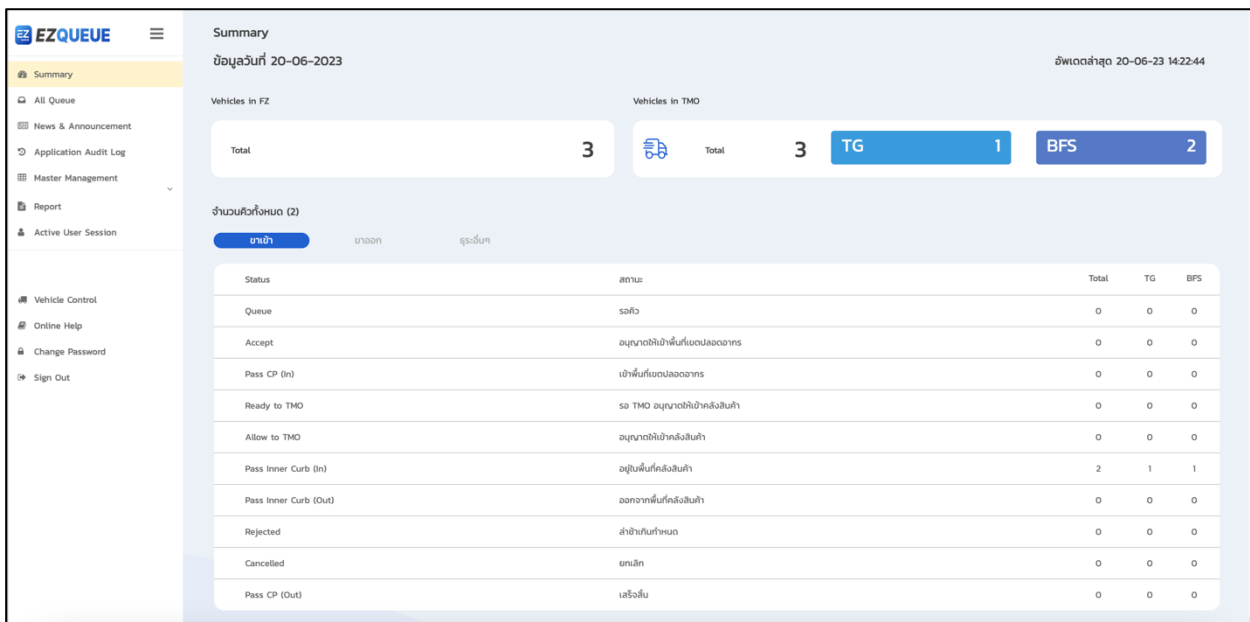 EZ EZQUEUE
Summary
All Queue
News & Announcement
Application Audit Log
Master Management
Report
Active User Session
Vehicle Control
Online Help
Change Password
Sign Out
Summary
ข้อมูลวันที่ 20-06-2023
อัพเดตล่าสุด 20-06-23 14:22:44
Vehicles in FZ
Total 3
Vehicles in TMO
Total 3 TG 1 BFS 2
จำนวนคิวทั้งหมด (2)
ขาเข้า ขาออก ธุระอื่นๆ
Status สถานะ Total TG BFS
Queue รอคิว 0 0 0
Accept อนุญาตให้เข้าพื้นที่เขตปลอดอากร 0 0 0
Pass CP (In) เข้าพื้นที่เขตปลอดอากร 0 0 0
Ready to TMO รอ TMO อนุญาตให้เข้าคลังสินค้า 0 0 0
Allow to TMO อนุญาตให้เข้าคลังสินค้า 0 0 0
Pass Inner Curb (In) อยู่ในพื้นที่คลังสินค้า 2 1 1
Pass Inner Curb (Out) ออกจากพื้นที่คลังสินค้า 0 0 0
Rejected ล่าช้าเกินกำหนด 0 0 0
Cancelled ยกเลิก 0 0 0
Pass CP (Out) เสร็จสิ้น 0 0 0